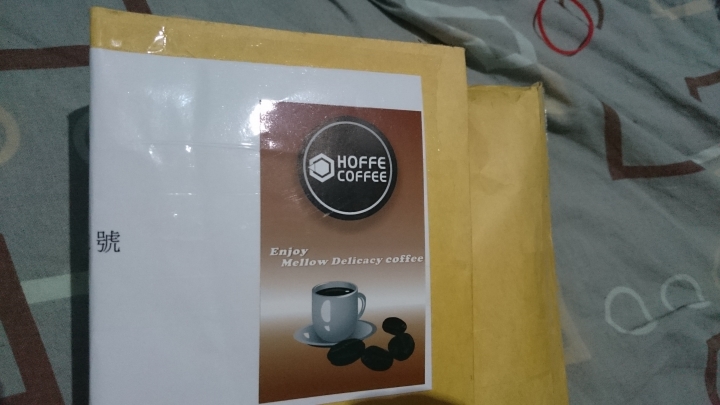 HOFFE
COFFEE
Enjoy
Mellow Delicacy coffee
號